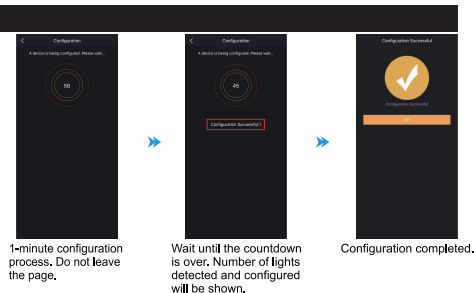 Configuration
A device is being configured. Please wait...
56
1-minute configuration
process. Do not leave
the page.
Configuration
A device is being configured. Please wait...
45
Configuration Successful:1
Wait until the countdown
is over. Number of lights
detected and configured
will be shown.
Configuration Successful
Configuration Successful
OK
Configuration completed.